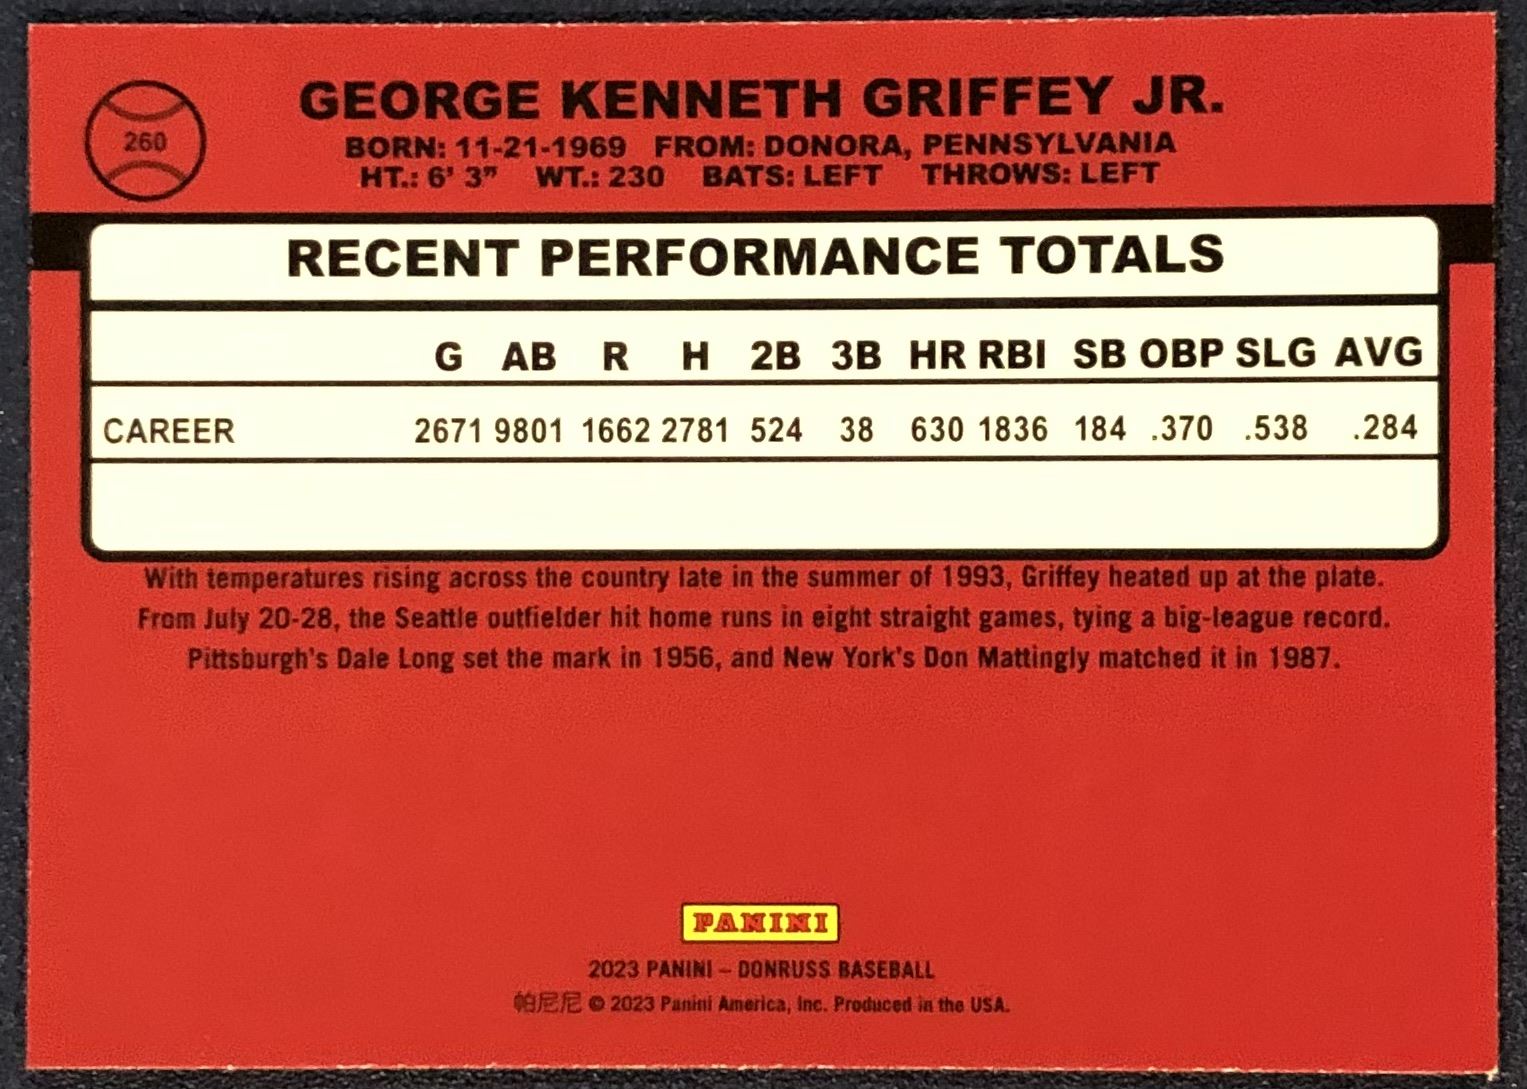 260
GEORGE KENNETH GRIFFEY JR.
BORN: 11-21-1969 FROM: DONORA, PENNSYLVANIA
HT.: 6' 3" WT.: 230 BATS: LEFT THROWS: LEFT
RECENT PERFORMANCE TOTALS
G AB R H 2B 3B HR RBI SB OBP SLG AVG
CAREER 2671 9801 1662 2781 524 38 630 1836 184 .370 .538 .284
With temperatures rising across the country late in the summer of 1993, Griffey heated up at the plate.
From July 20-28, the Seattle outfielder hit home runs in eight straight games, tying a big-league record.
Pittsburgh's Dale Long set the mark in 1956, and New York's Don Mattingly matched it in 1987.
PANINI
2023 PANINI – DONRUSS BASEBALL
帕尼尼 © 2023 Panini America, Inc. Produced in the USA.